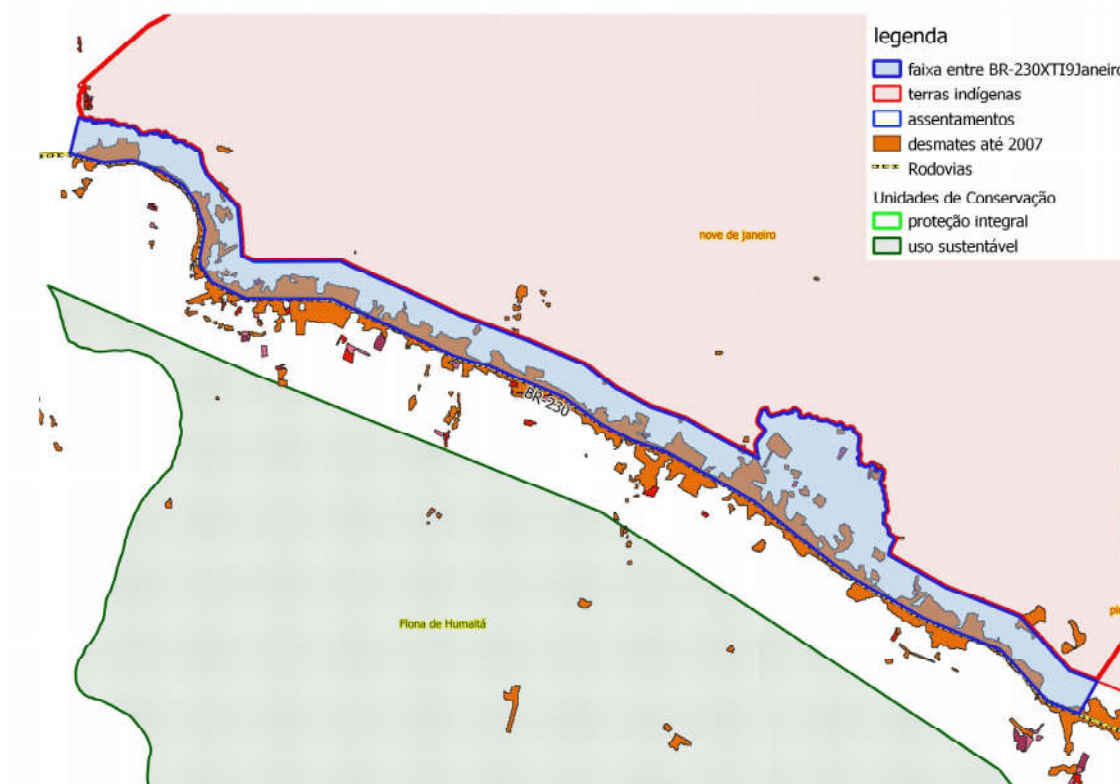 legenda
faixa entre BR-230XTI9Janeiro
terras indígenas
assentamentos
desmates até 2007
Rodovias
Unidades de Conservação
proteção integral
uso sustentável
nove de janeiro
BR-230
Flona de Humaitá